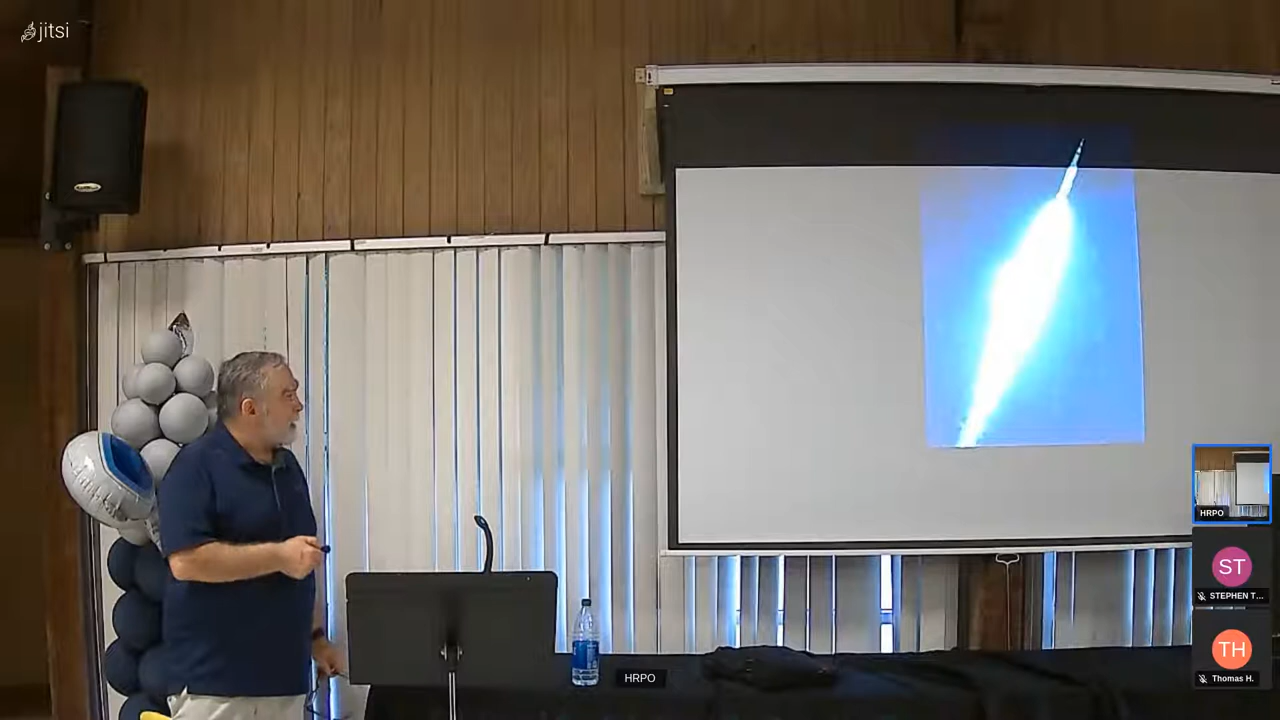 jitsi
HRPO
ST
STEPHEN T...
TH
Thomas H.
HRPO